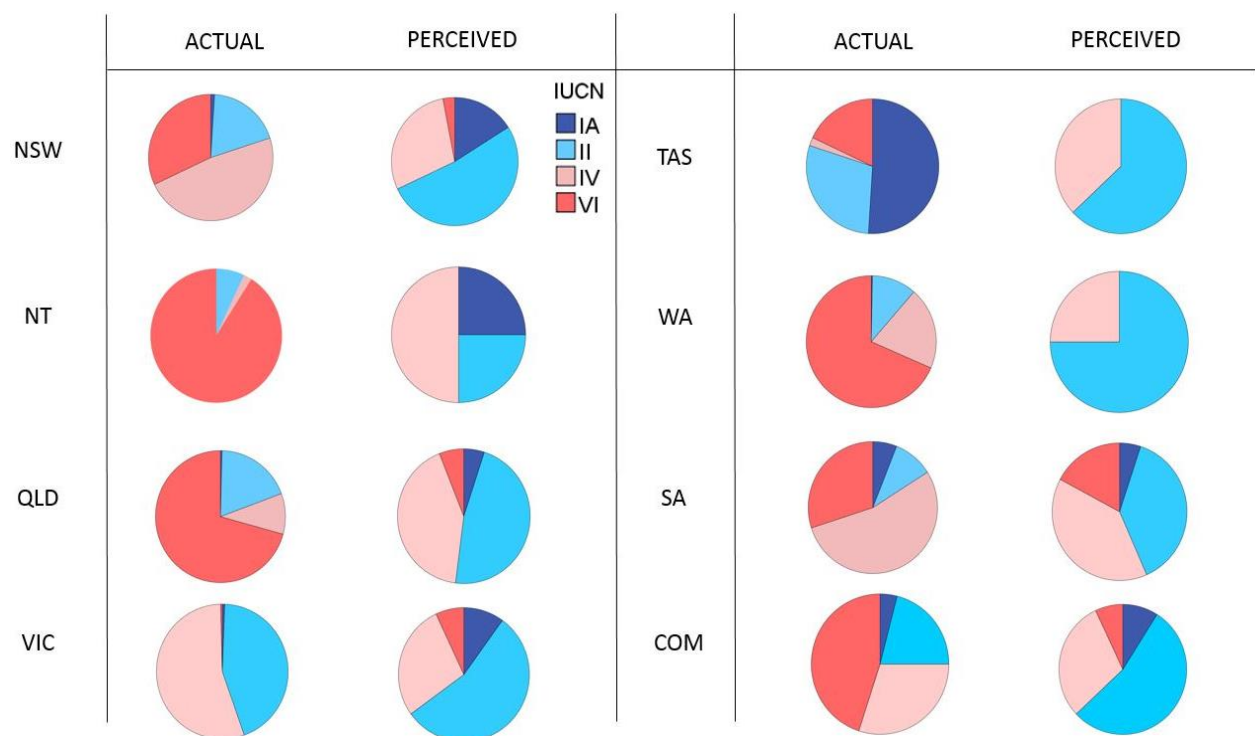 ACTUAL PERCEIVED ACTUAL PERCEIVED
IUCN
IA
II
IV
VI
NSW
TAS
NT
WA
QLD
SA
VIC
COM